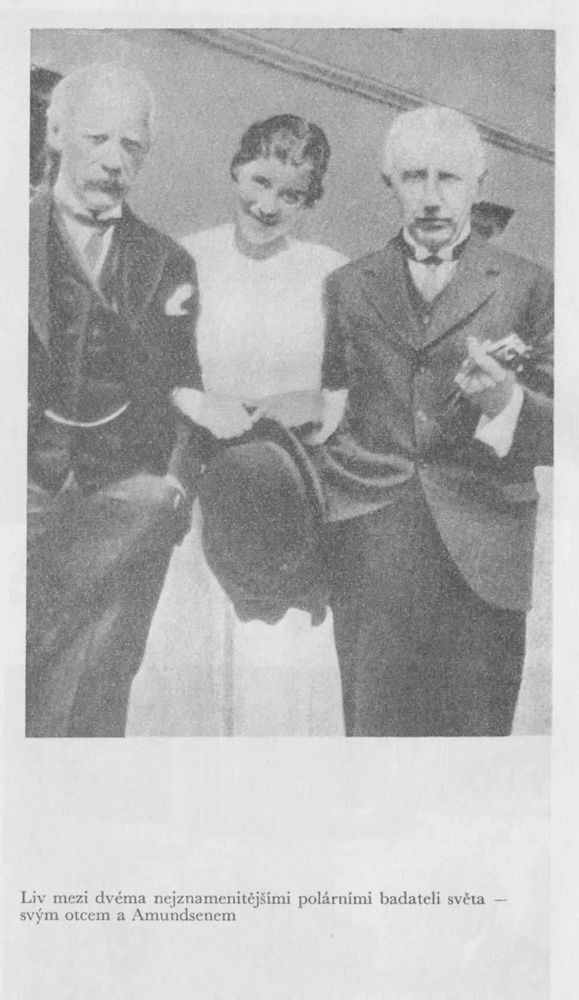 Liv mezi dvéma nejznamenitějšími polárními badateli světa —
svým otcem a Amundsenem